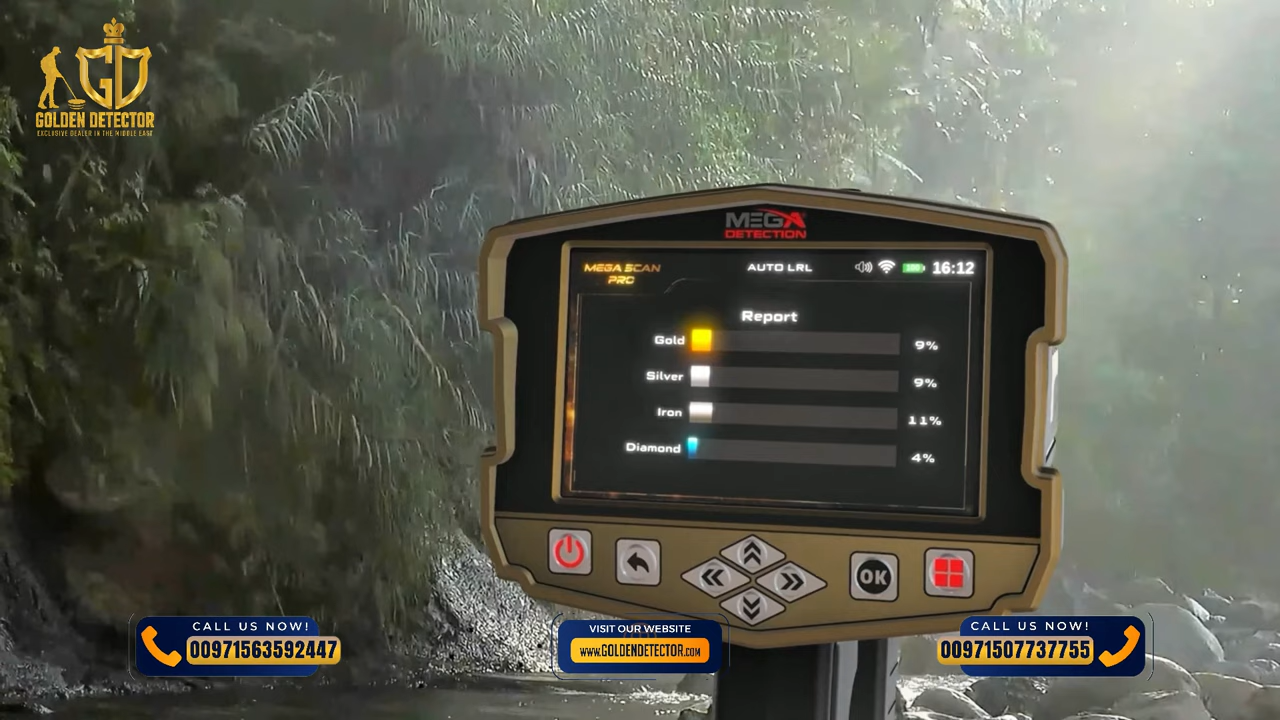 GD
GOLDEN DETECTOR
EXCLUSIVE DEALER IN THE MIDDLE EAST
MEGA
DETECTION
MEGA SCAN
PRO
AUTO LRL
100
16:12
Report
Gold
9%
Silver
9%
Iron
11%
Diamond
4%
OK
CALL US NOW!
00971563592447
VISIT OUR WEBSITE
WWW.GOLDENDETECTOR.COM
CALL US NOW!
00971507737755